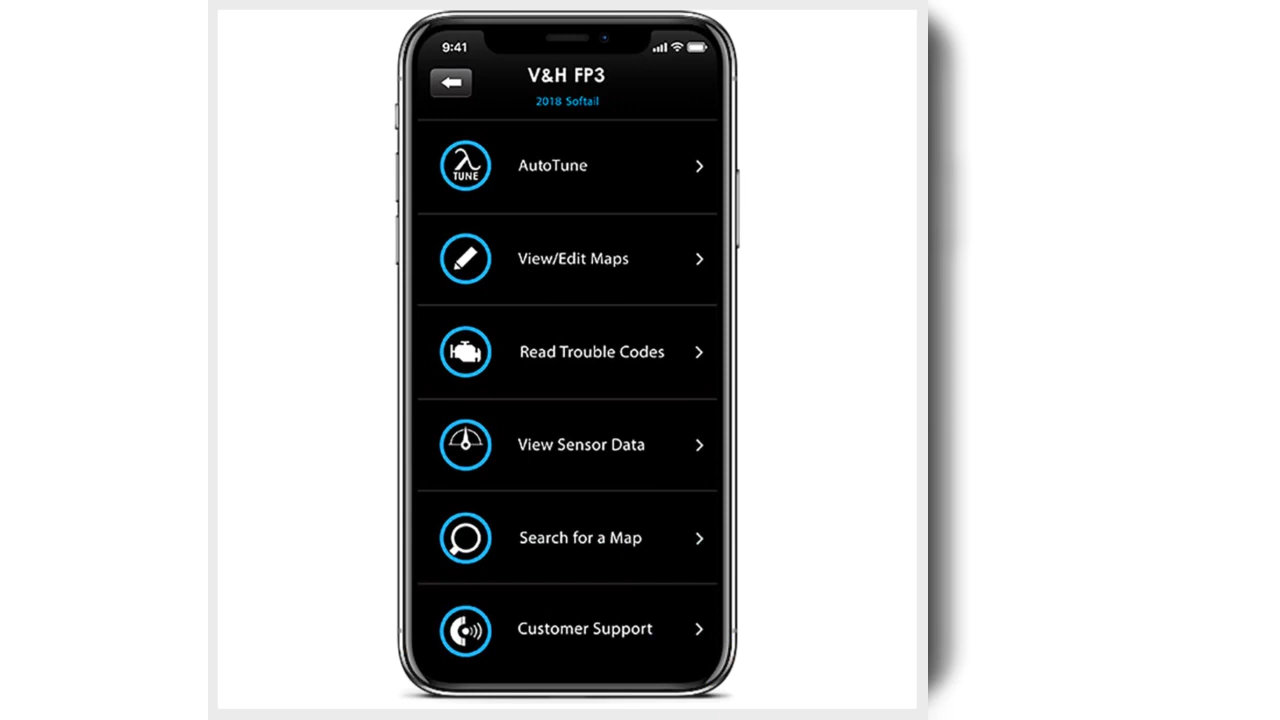 9:41
V&H FP3
2018 Softail
λ
TUNE
AutoTune
View/Edit Maps
Read Trouble Codes
View Sensor Data
Search for a Map
Customer Support